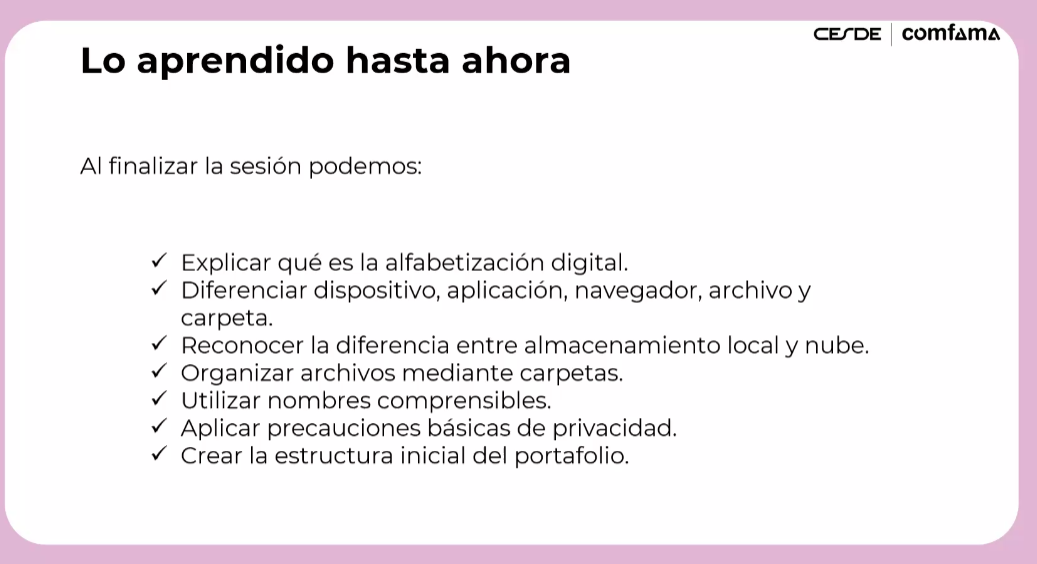 CESDE | comfama
Lo aprendido hasta ahora
Al finalizar la sesión podemos:
✓ Explicar qué es la alfabetización digital.
✓ Diferenciar dispositivo, aplicación, navegador, archivo y
carpeta.
✓ Reconocer la diferencia entre almacenamiento local y nube.
✓ Organizar archivos mediante carpetas.
✓ Utilizar nombres comprensibles.
✓ Aplicar precauciones básicas de privacidad.
✓ Crear la estructura inicial del portafolio.